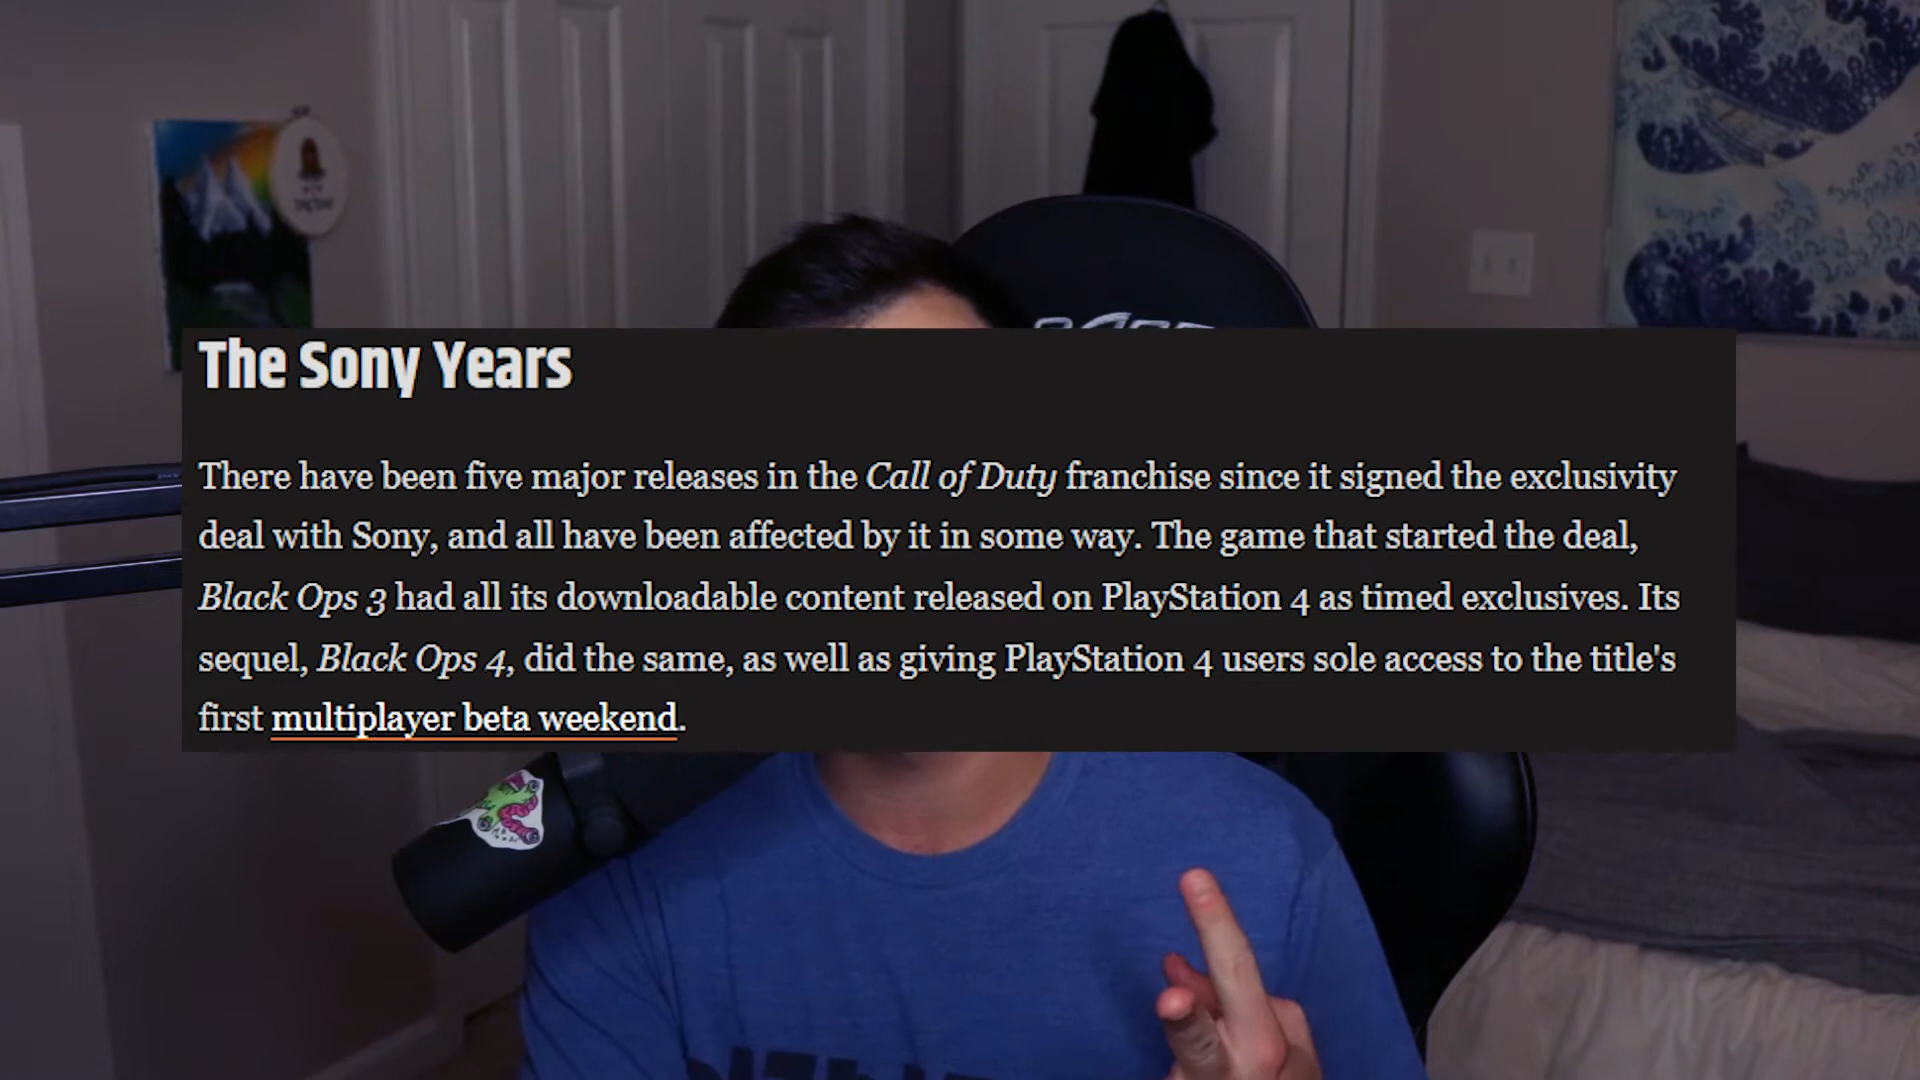 The Sony Years
There have been five major releases in the Call of Duty franchise since it signed the exclusivity
deal with Sony, and all have been affected by it in some way. The game that started the deal,
Black Ops 3 had all its downloadable content released on PlayStation 4 as timed exclusives. Its
sequel, Black Ops 4, did the same, as well as giving PlayStation 4 users sole access to the title's
first multiplayer beta weekend.